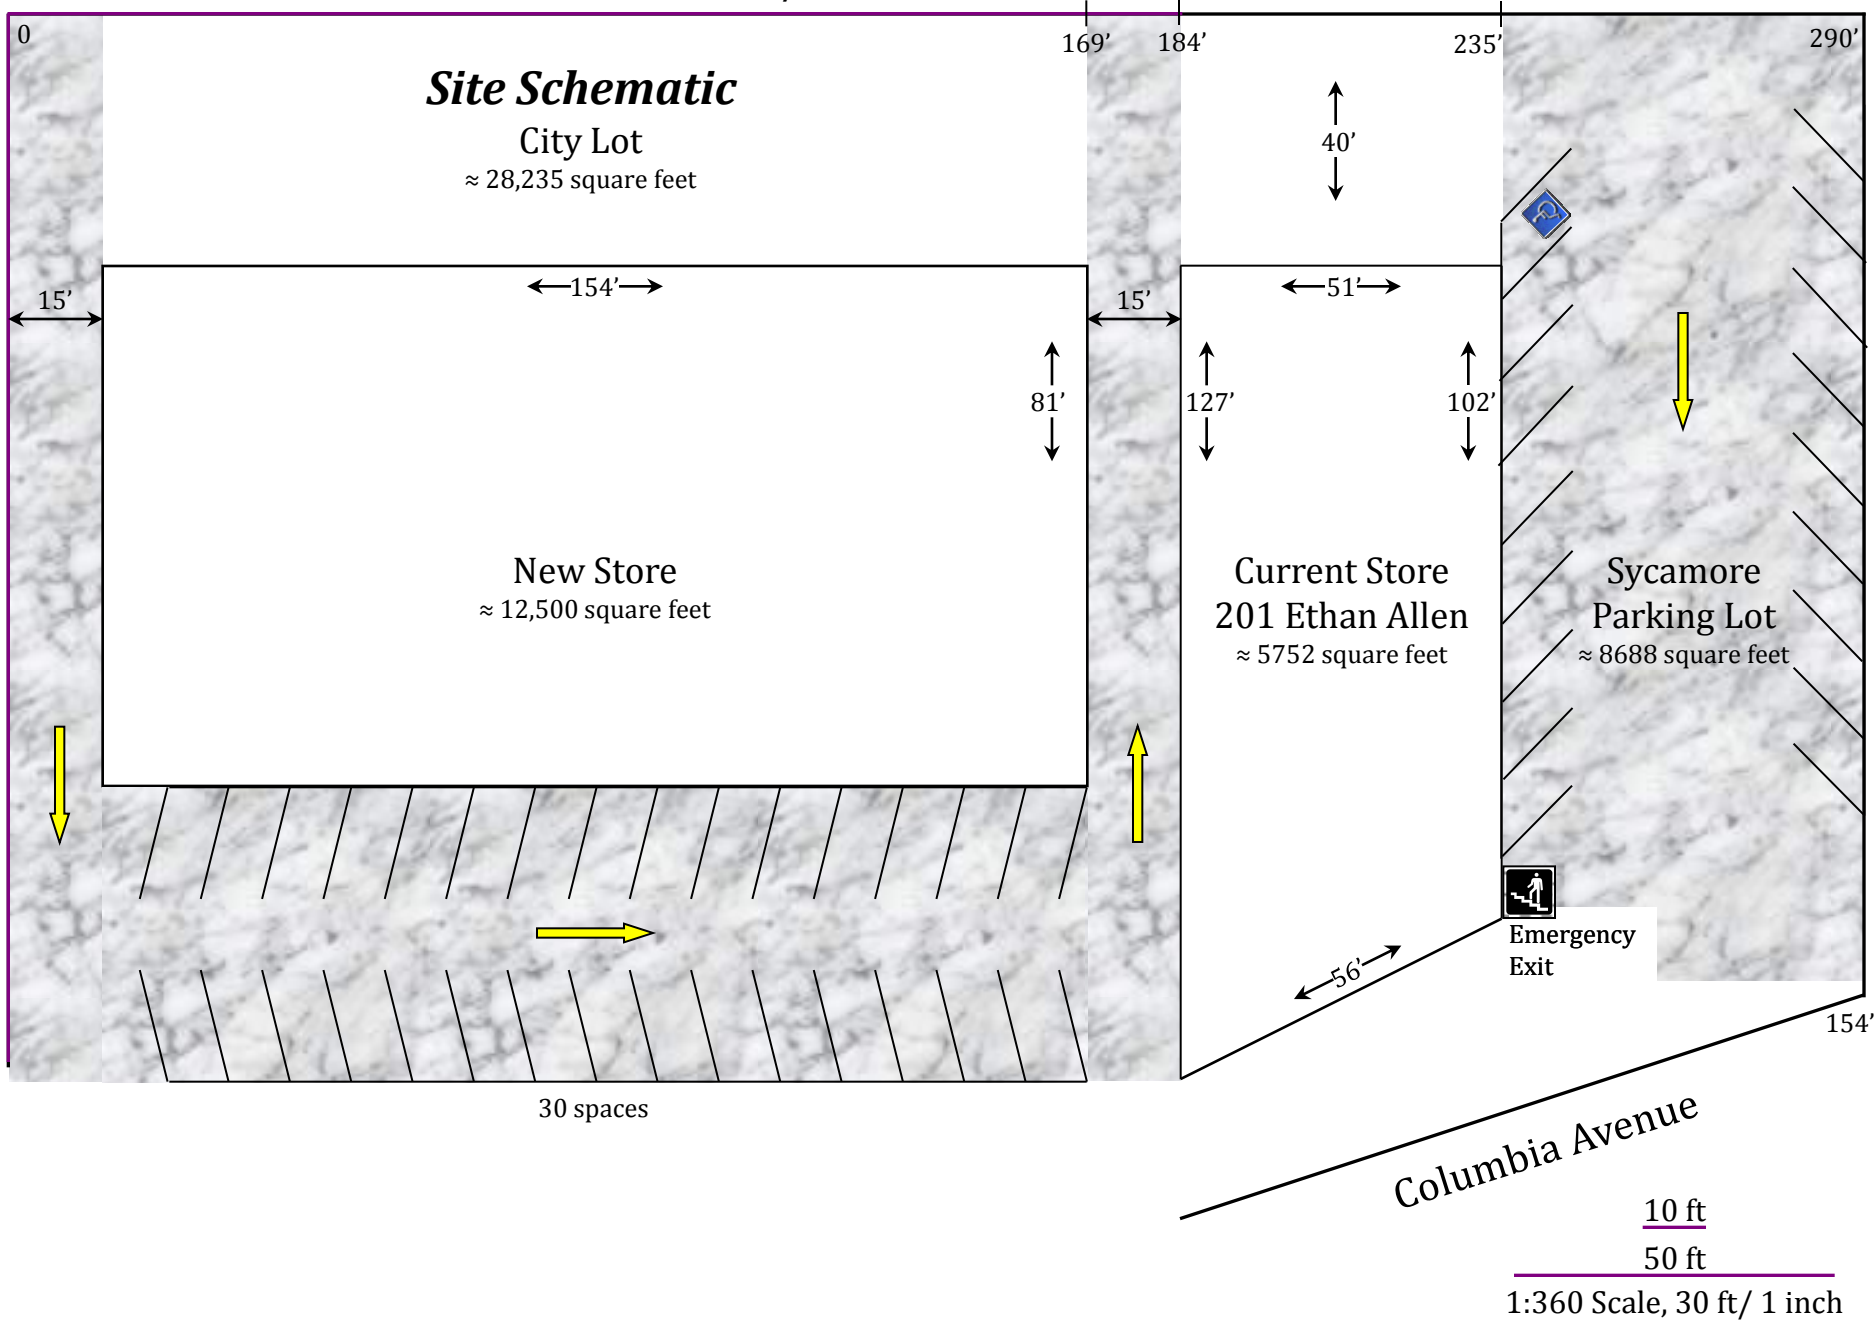 0
169’
184’
235’
290’
Site Schematic
City Lot
≈ 28,235 square feet
40’
15’
154’
15’
51’
81’
127’
102’
New Store
≈ 12,500 square feet
Current Store
201 Ethan Allen
≈ 5752 square feet
Sycamore
Parking Lot
≈ 8688 square feet
Emergency
Exit
56’
154’
30 spaces
Columbia Avenue
10 ft
50 ft
1:360 Scale, 30 ft/ 1 inch